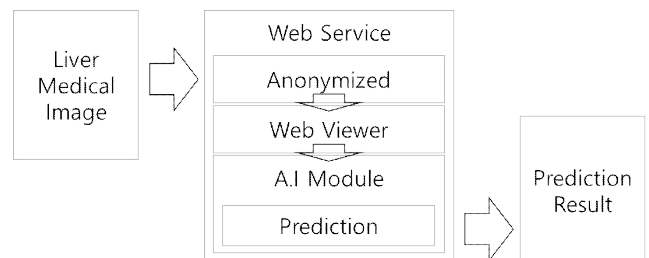 Liver
Medical
Image
Web Service
Anonymized
Web Viewer
A.I Module
Prediction
Prediction
Result